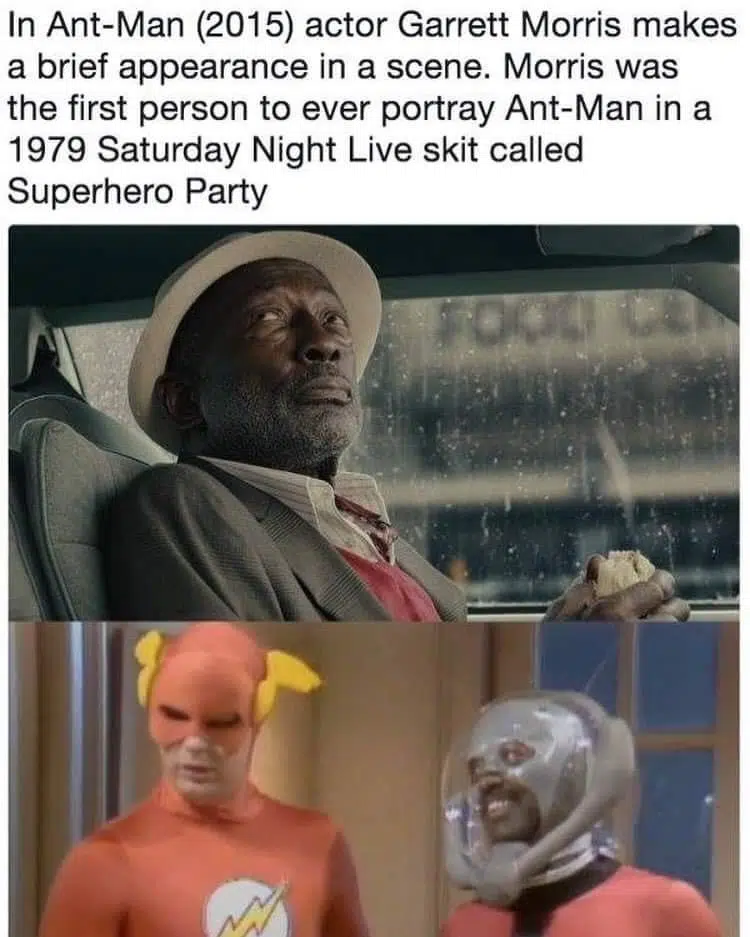 In Ant-Man (2015) actor Garrett Morris makes
a brief appearance in a scene. Morris was
the first person to ever portray Ant-Man in a
1979 Saturday Night Live skit called
Superhero Party